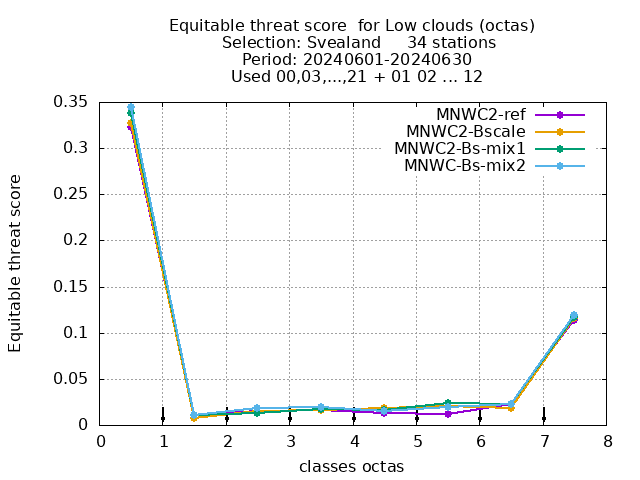 Equitable threat score  for Low clouds (octas)
Selection: Svealand     34 stations
Period: 20240601-20240630
Used 00,03,...,21 + 01 02 ... 12
MNWC2-ref
MNWC2-Bscale
MNWC2-Bs-mix1
MNWC-Bs-mix2
Equitable threat score
0.35
0.3
0.25
0.2
0.15
0.1
0.05
0
0 1 2 3 4 5 6 7 8
classes octas